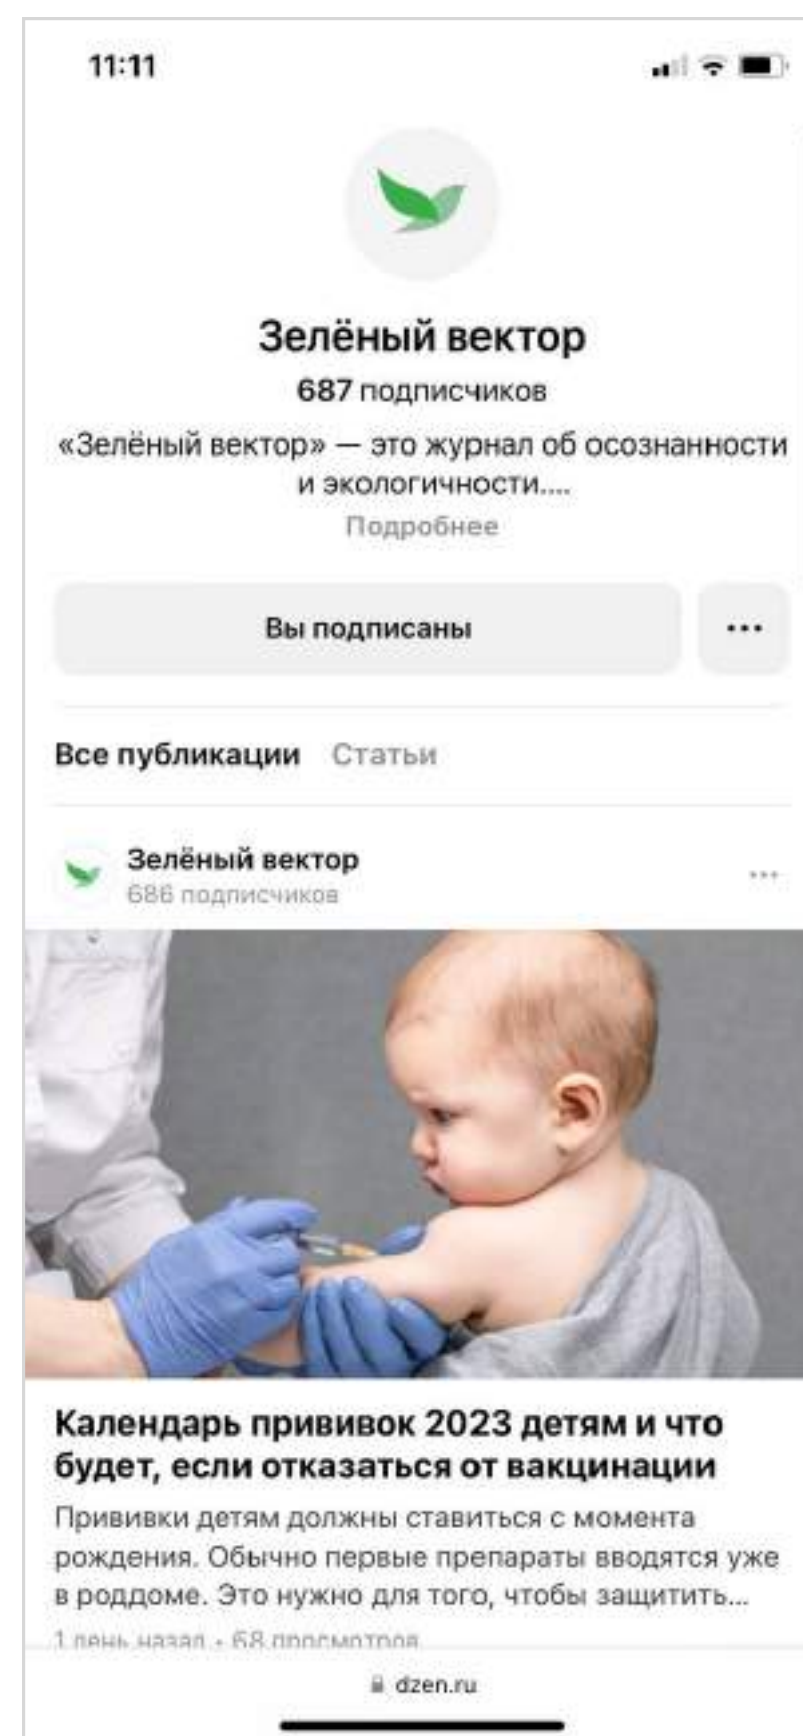 11:11
Зелёный вектор
687 подписчиков
«Зелёный вектор» — это журнал об осознанности
и экологичности....
Подробнее
Вы подписаны
Все публикации Статьи
Зелёный вектор
686 подписчиков
Календарь прививок 2023 детям и что
будет, если отказаться от вакцинации
Прививки детям должны ставиться с момента
рождения. Обычно первые препараты вводятся уже
в роддоме. Это нужно для того, чтобы защитить...
1 день назад · 68 просмотров
dzen.ru